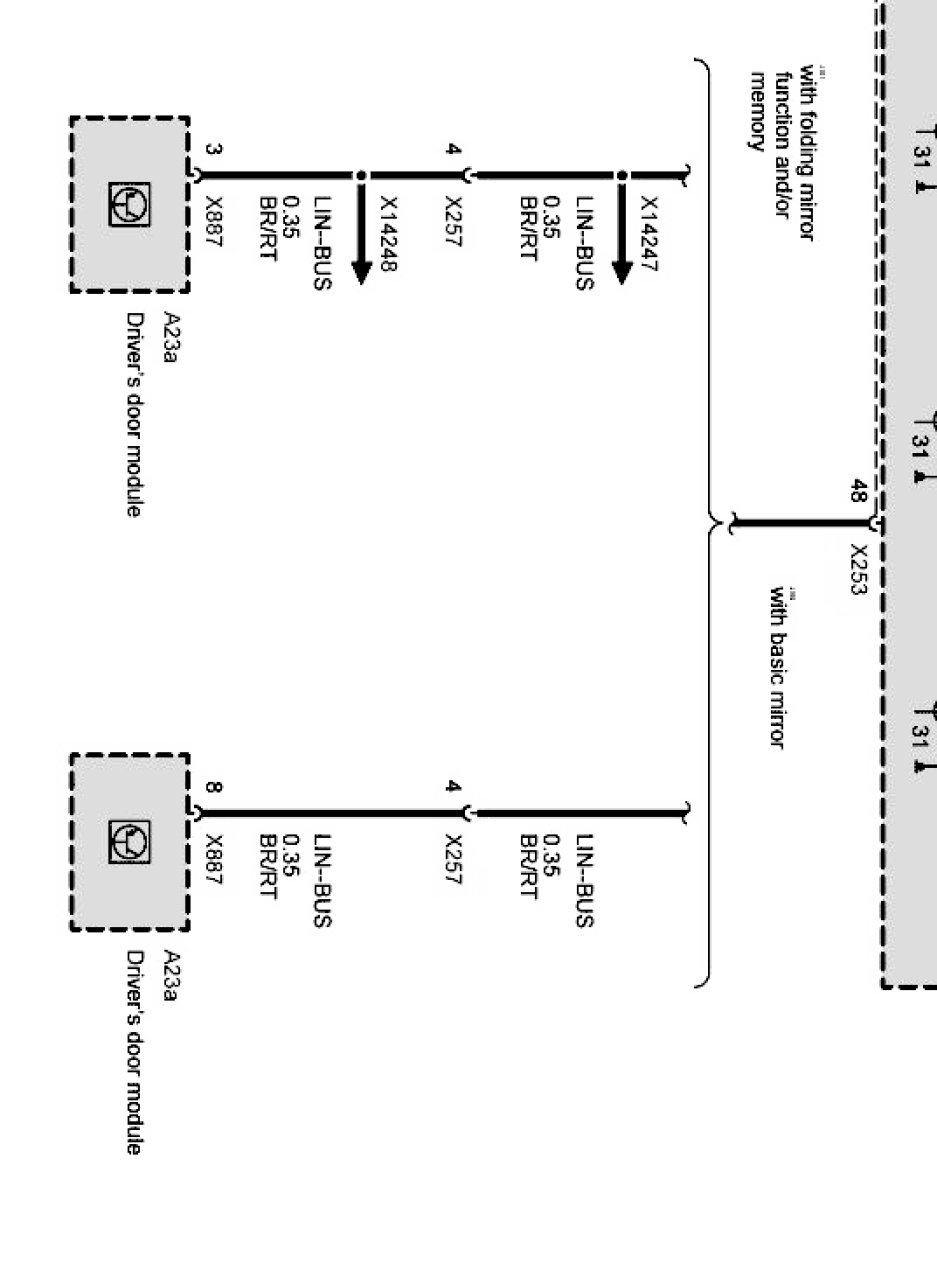 31
31
31
48
X253
with folding mirror
function and/or
memory
with basic mirror
X14247
LIN--BUS
0.35
BR/RT
LIN--BUS
0.35
BR/RT
4
X257
4
X257
X14248
LIN--BUS
0.35
BR/RT
LIN--BUS
0.35
BR/RT
3
X887
8
X887
A23a
Driver's door module
A23a
Driver's door module